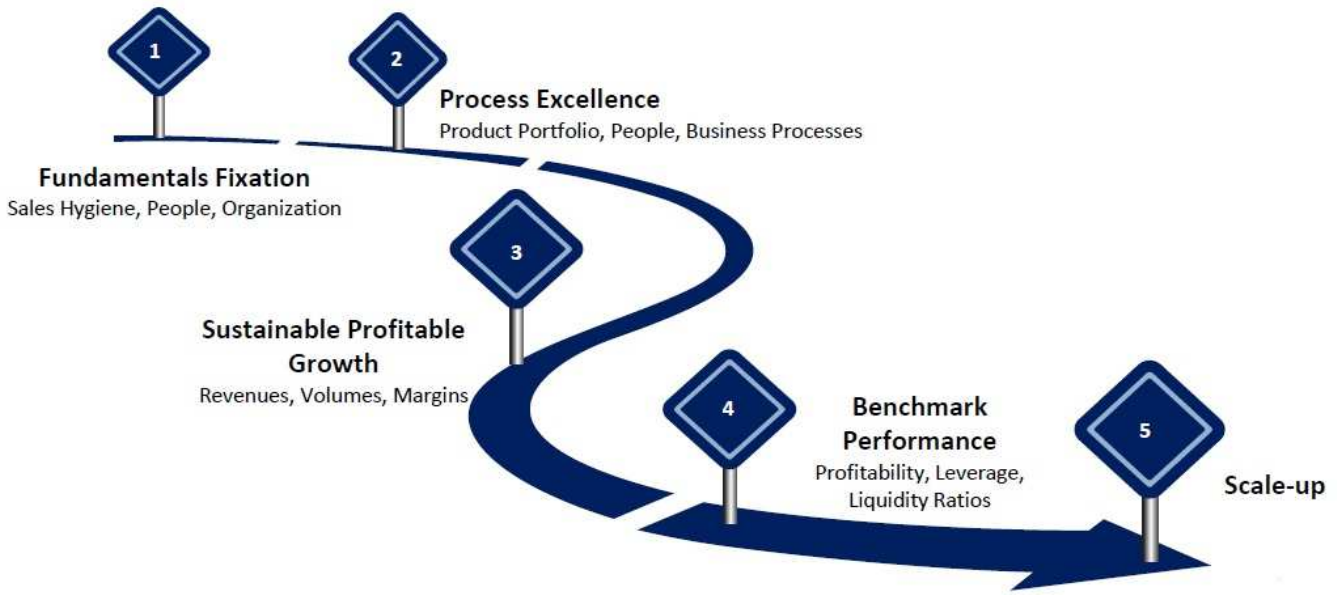 1
Fundamentals Fixation
Sales Hygiene, People, Organization
2
Process Excellence
Product Portfolio, People, Business Processes
3
Sustainable Profitable
Growth
Revenues, Volumes, Margins
4
Benchmark
Performance
Profitability, Leverage,
Liquidity Ratios
5
Scale-up